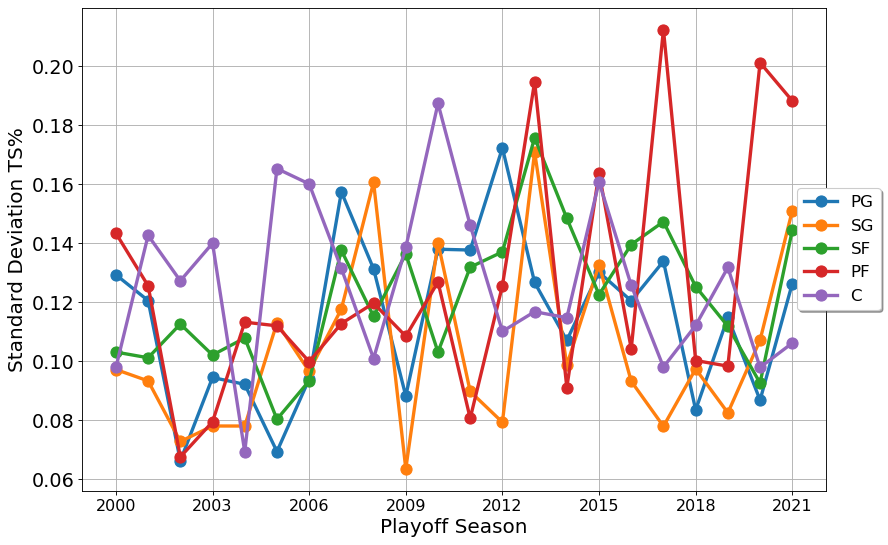 Standard Deviation TS%
0.20
0.18
0.16
0.14
0.12
0.10
0.08
0.06
PG
SG
SF
PF
C
2000 2003 2006 2009 2012 2015 2018 2021
Playoff Season